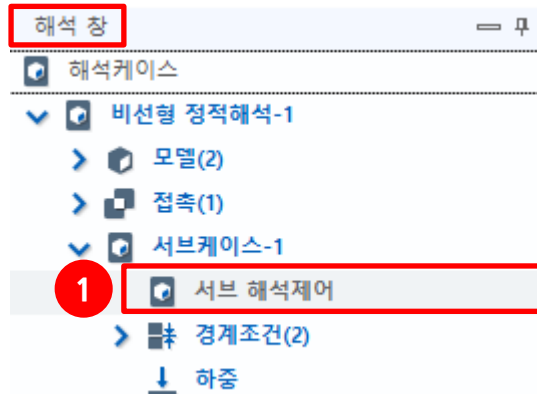 해석 창
해석케이스
비선형 정적해석-1
모델(2)
접촉(1)
서브케이스-1
1 서브 해석제어
경계조건(2)
하중